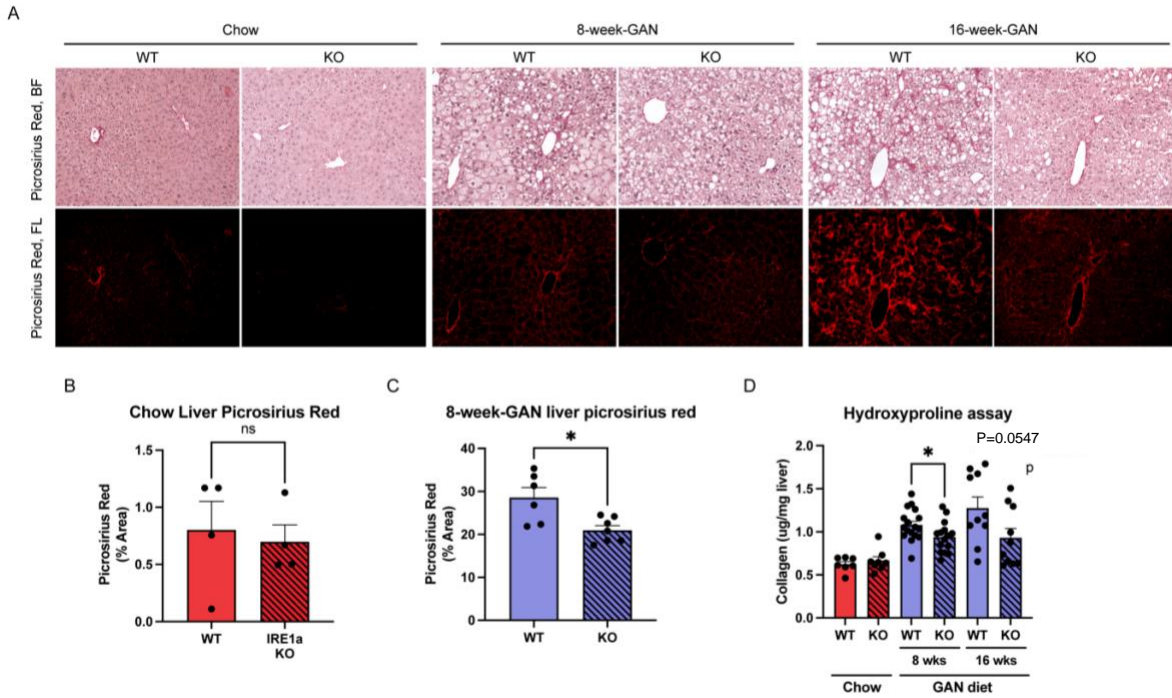 A
Chow
8-week-GAN
16-week-GAN
WT
KO
WT
KO
WT
KO
Picrosirius Red, BF
Picrosirius Red, FL
B
Chow Liver Picrosirius Red
ns
Picrosirius Red
(% Area)
1.5
1.0
0.5
0.0
WT
IRE1a
KO
C
8-week-GAN liver picrosirius red
*
Picrosirius Red
(% Area)
40
30
20
10
0
WT
KO
D
Hydroxyproline assay
P=0.0547
p
*
Collagen (ug/mg liver)
2.0
1.5
1.0
0.5
0.0
WT KO WT KO WT KO
8 wks 16 wks
Chow GAN diet